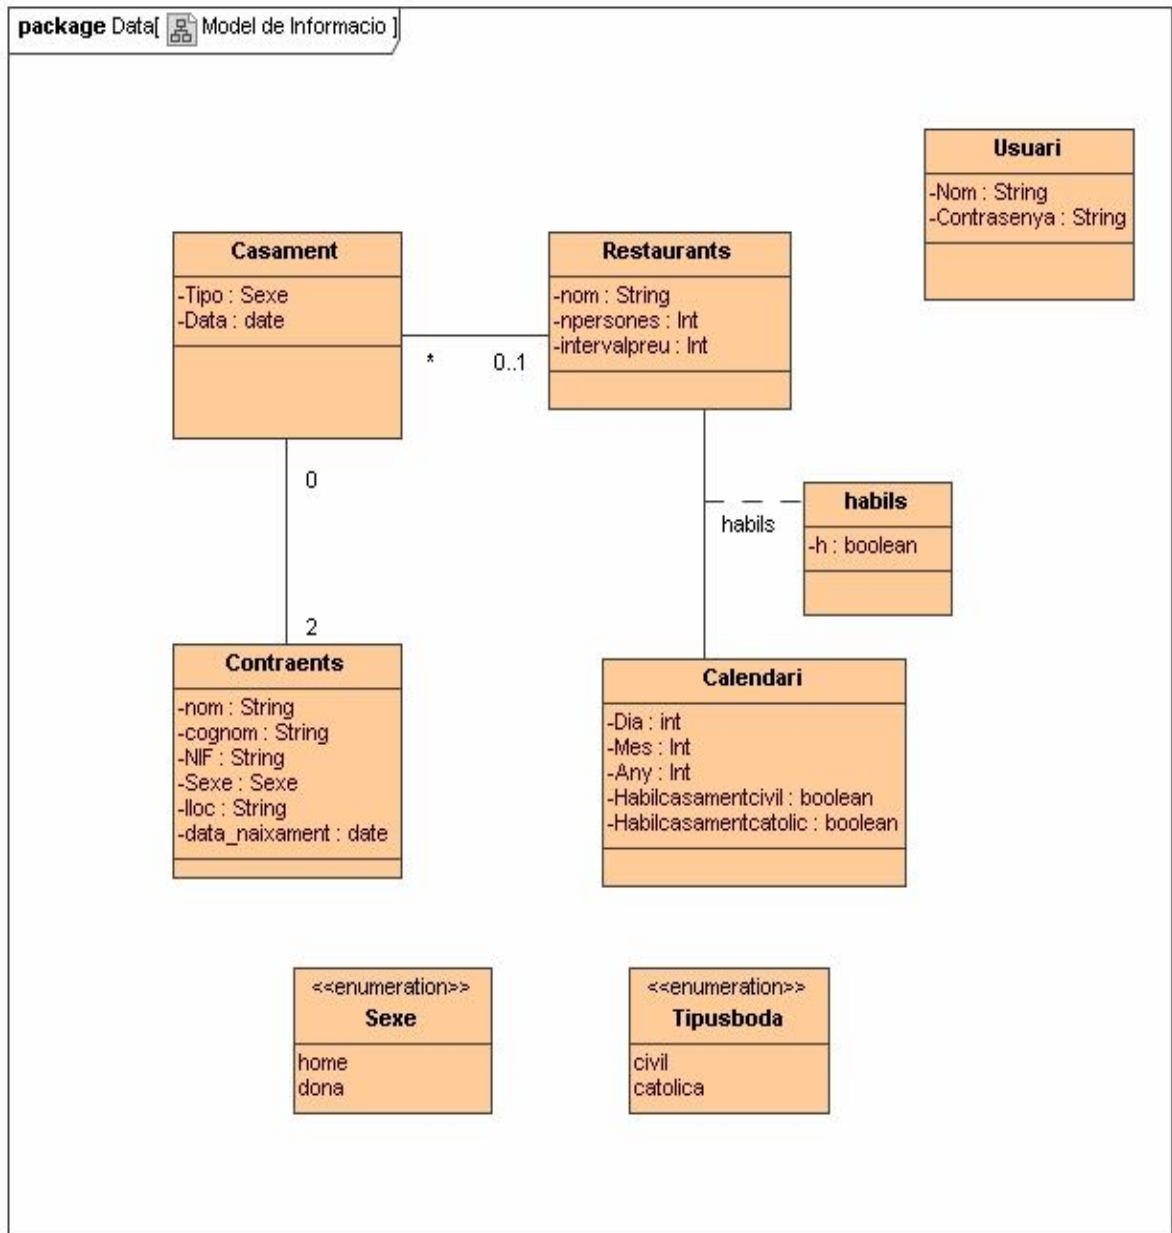 package Data[ Model de Informacio ]
Usuari
-Nom : String
-Contrasenya : String
Casament
-Tipo : Sexe
-Data : date
Restaurants
-nom : String
-npersones : Int
-intervalpreu : Int
*
0..1
0
2
habils
habils
-h : boolean
Contraents
-nom : String
-cognom : String
-NIF : String
-Sexe : Sexe
-lloc : String
-data_naixament : date
Calendari
-Dia : int
-Mes : Int
-Any : Int
-Habilcasamentcivil : boolean
-Habilcasamentcatolic : boolean
<<enumeration>>
Sexe
home
dona
<<enumeration>>
Tipusboda
civil
catolica